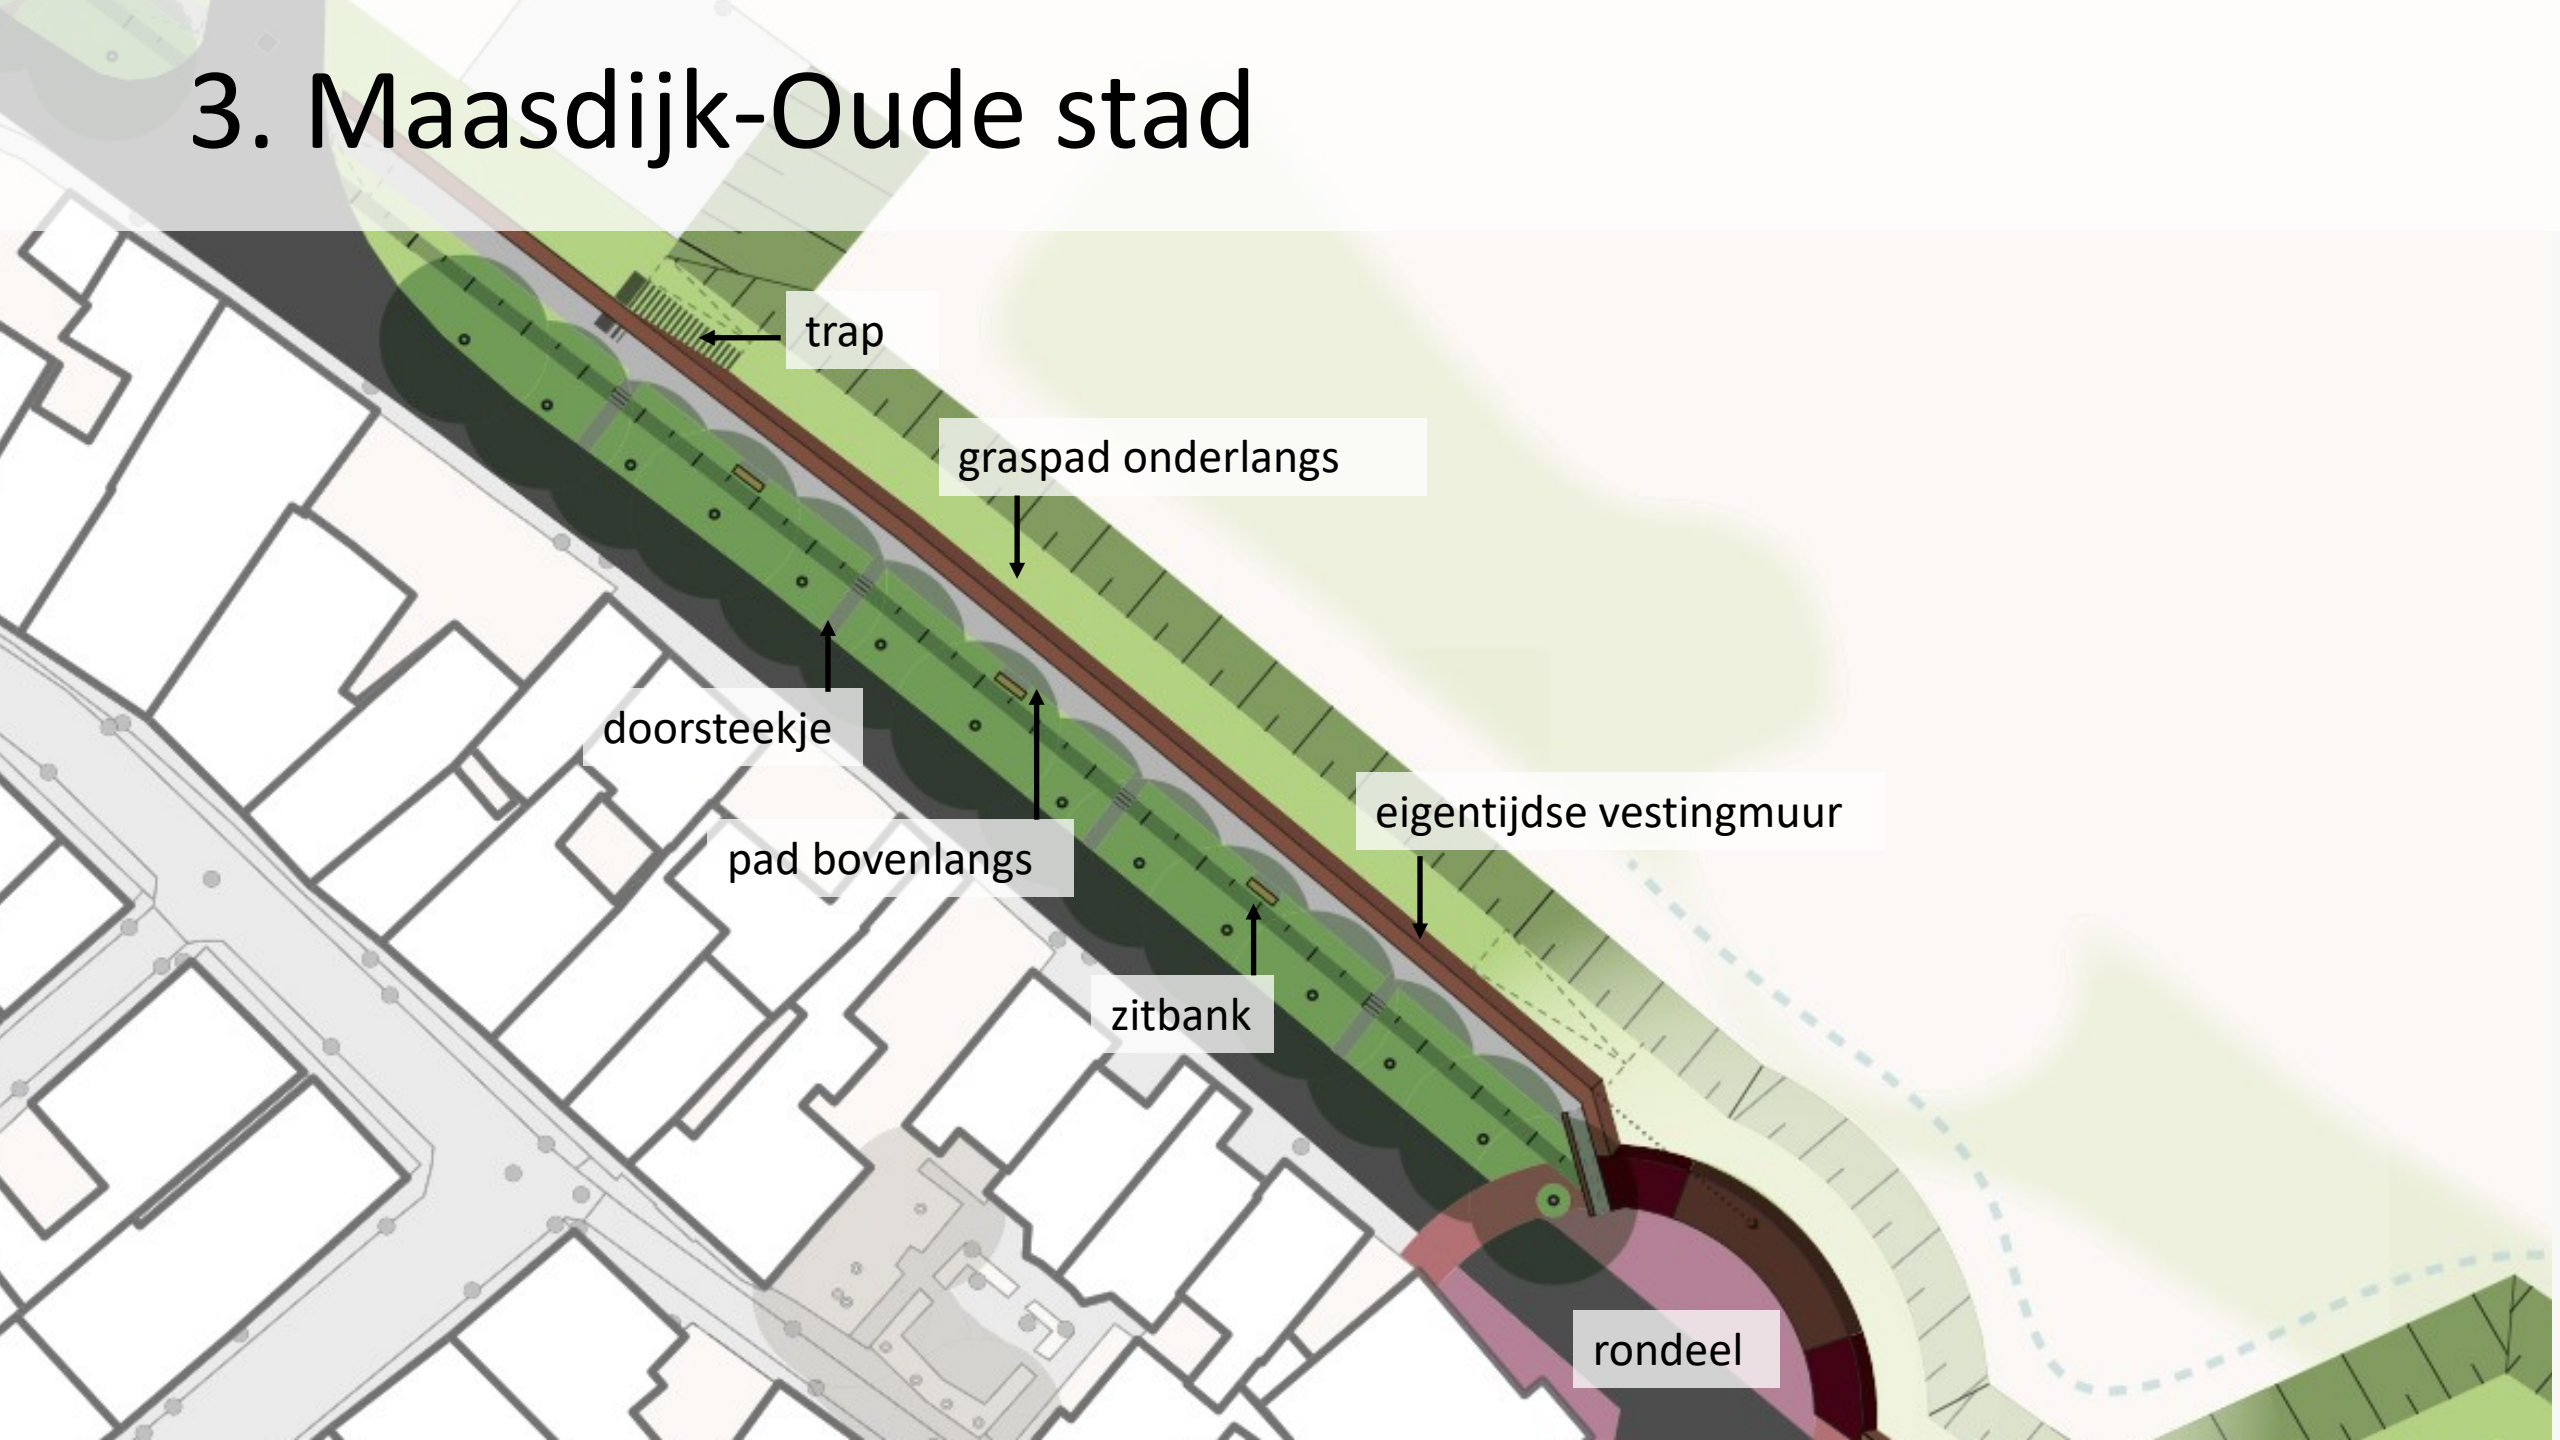 3. Maasdijk-Oude stad
trap
graspad onderlangs
doorsteekje
eigentijdse vestingmuur
pad bovenlangs
zitbank
rondeel